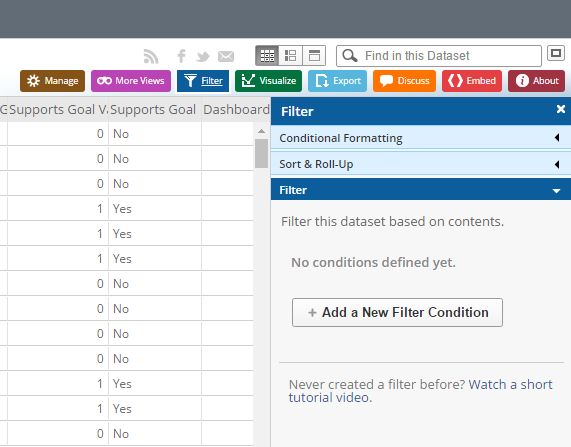 Find in this Dataset
Manage More Views Filter Visualize Export Discuss Embed About
G Supports Goal V. Supports Goal Dashboard
0 No
0 No
0 No
1 Yes
1 Yes
1 Yes
0 No
0 No
0 No
0 No
1 Yes
1 Yes
0 No
Filter
Conditional Formatting
Sort & Roll-Up
Filter
Filter this dataset based on contents.
No conditions defined yet.
+ Add a New Filter Condition
Never created a filter before? Watch a short
tutorial video.